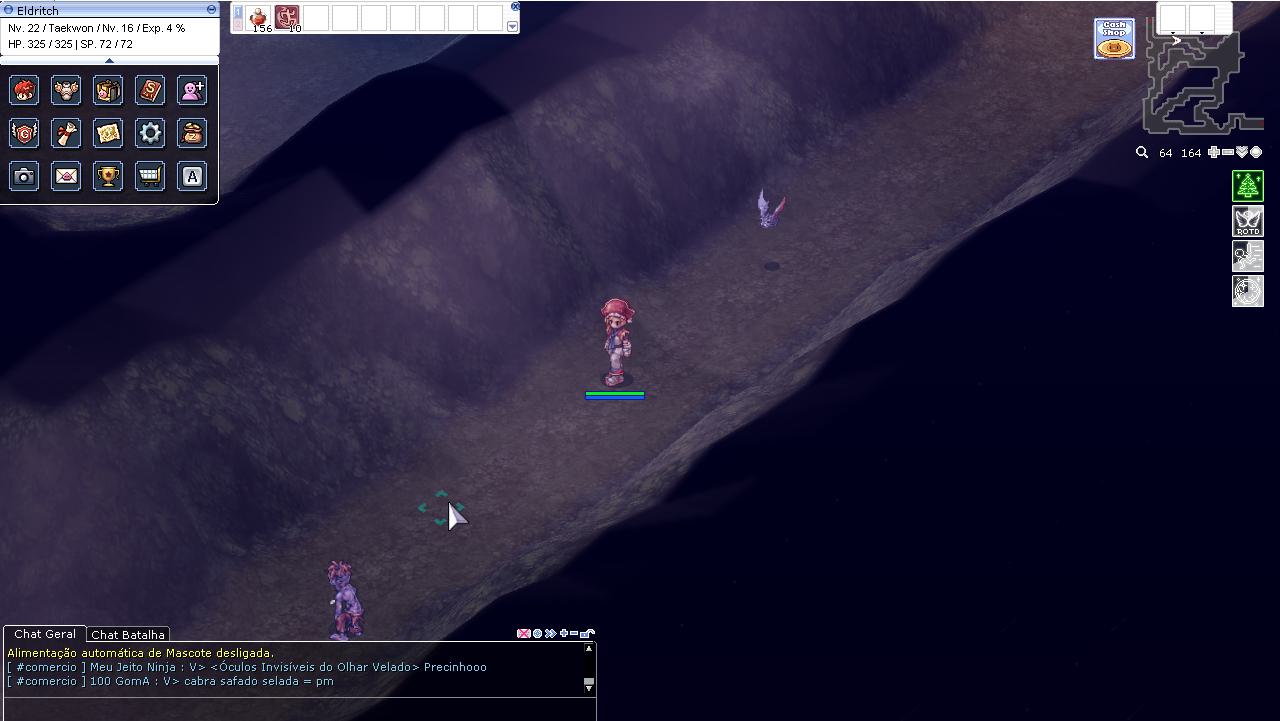 Eldritch
Nv. 22 / Taekwon / Nv. 16 / Exp. 4 %
HP. 325 / 325 | SP. 72 / 72
1
2
156
10
Cash
Shop
64 164
ROTD
S
G
Z
A
Chat Geral
Chat Batalha
Alimentação automática de Mascote desligada.
[ #comercio ] Meu Jeito Ninja : V> <Óculos Invisíveis do Olhar Velado> Precinhooo
[ #comercio ] 100 GomA : V> cabra safado selada = pm